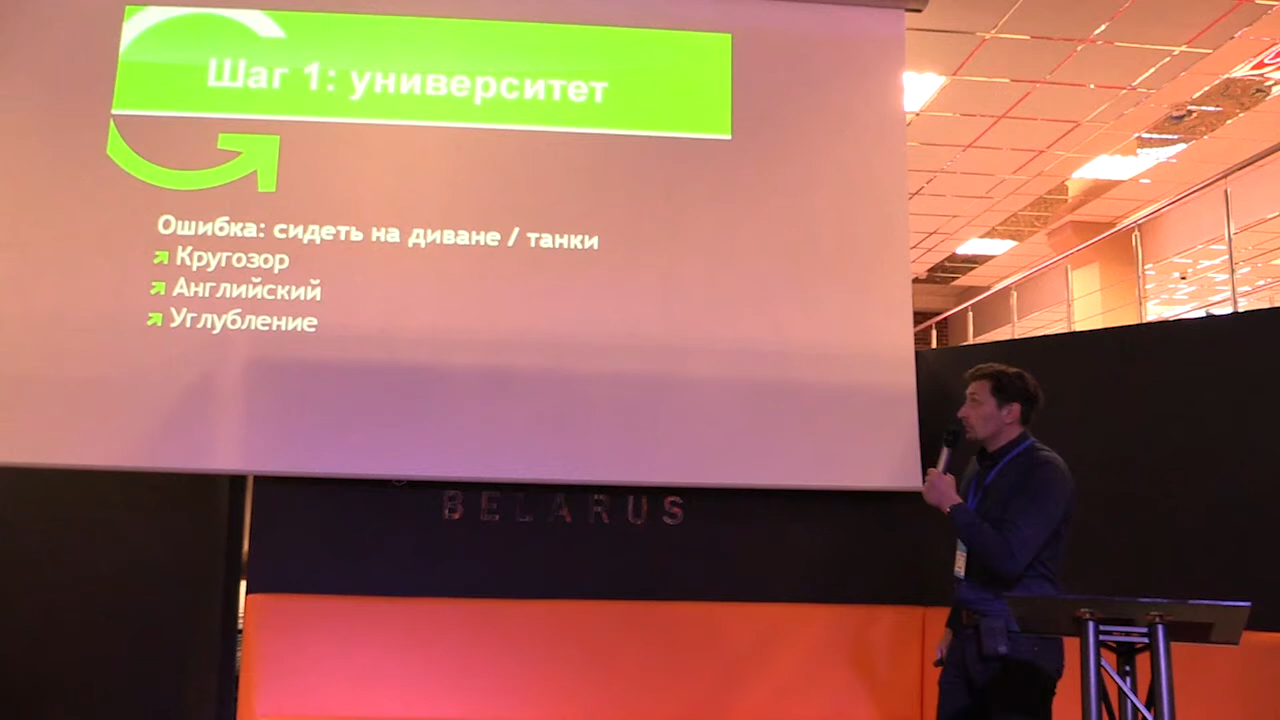 Шаг 1: университет
Ошибка: сидеть на диване / танки
Кругозор
Английский
Углубление
BELARUS